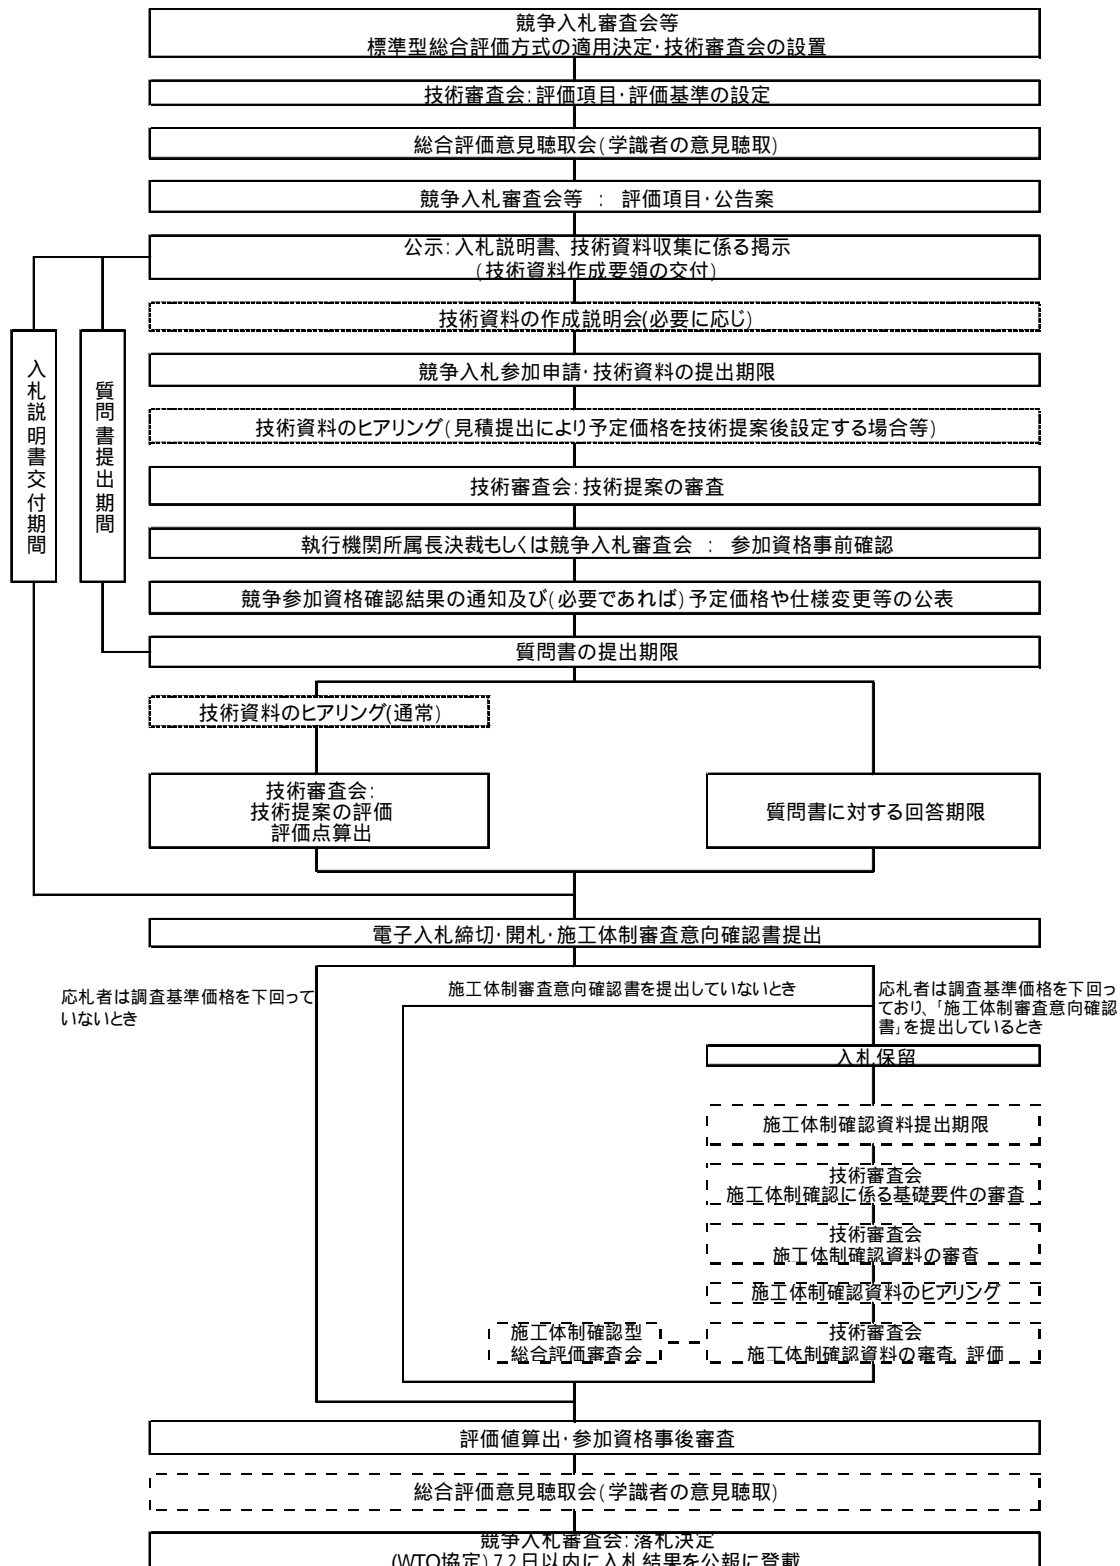 競争入札審査会等
標準型総合評価方式の適用決定・技術審査会の設置
技術審査会：評価項目・評価基準の設定
総合評価意見聴取会(学識者の意見聴取)
競争入札審査会等 ： 評価項目・公告案
公示：入札説明書、技術資料収集に係る掲示
(技術資料作成要領の交付)
技術資料の作成説明会(必要に応じ)
競争入札参加申請・技術資料の提出期限
技術資料のヒアリング(見積提出により予定価格を技術提案後設定する場合等)
技術審査会：技術提案の審査
執行機関所属長決裁もしくは競争入札審査会 ： 参加資格事前確認
競争参加資格確認結果の通知及び(必要であれば)予定価格や仕様変更等の公表
質問書の提出期限
入札説明書交付期間
質問書提出期間
技術資料のヒアリング(通常)
技術審査会：
技術提案の評価
評価点算出
質問書に対する回答期限
電子入札締切・開札・施工体制審査意向確認書提出
応札者は調査基準価格を下回って
いないとき
施工体制審査意向確認書を提出していないとき
応札者は調査基準価格を下回っ
ており、「施工体制審査意向確認
書」を提出しているとき
入札保留
施工体制確認資料提出期限
技術審査会
施工体制確認に係る基礎要件の審査
技術審査会
施工体制確認資料の審査
施工体制確認資料のヒアリング
施工体制確認型
総合評価審査会
技術審査会
施工体制確認資料の審査、評価
評価値算出・参加資格事後審査
総合評価意見聴取会(学識者の意見聴取)
競争入札審査会：落札決定
(WTO協定)72日以内に入札結果を公報に登載